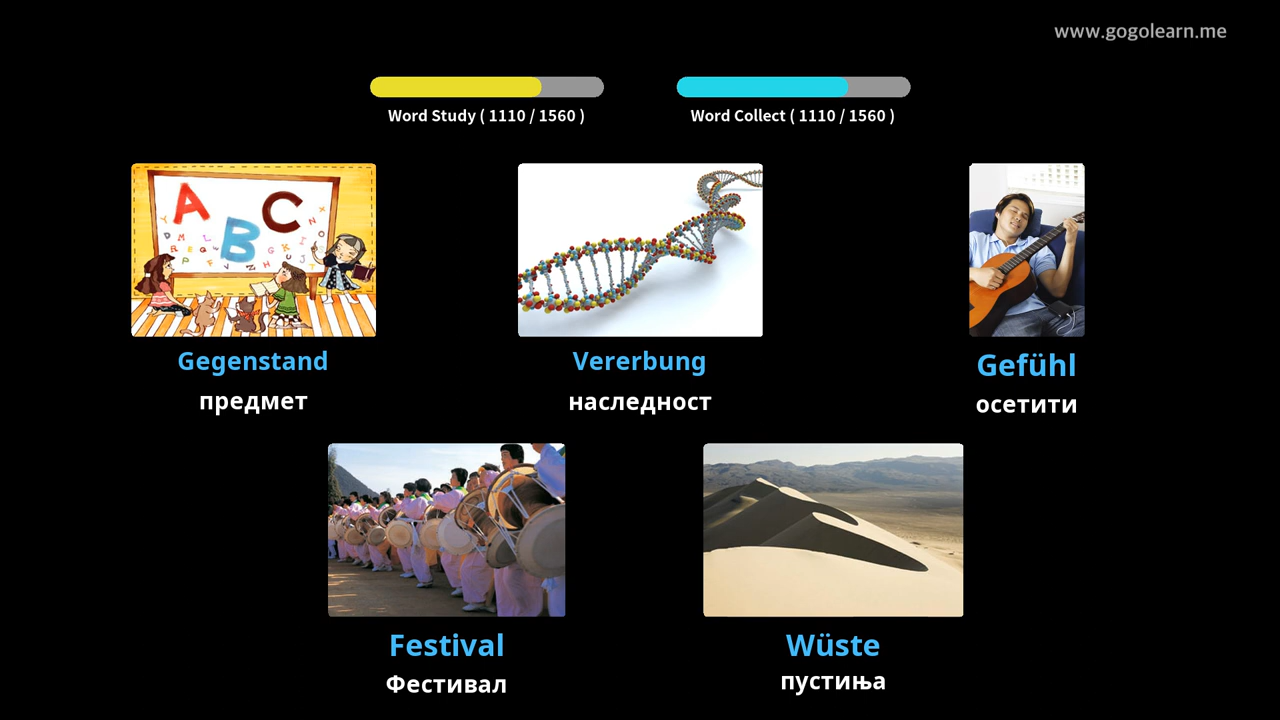 www.gogolearn.me
Word Study ( 1110 / 1560 )
Word Collect ( 1110 / 1560 )
A B C
Gegenstand
предмет
Vererbung
наследност
Gefühl
осетити
Festival
Фестивал
Wüste
пустиња